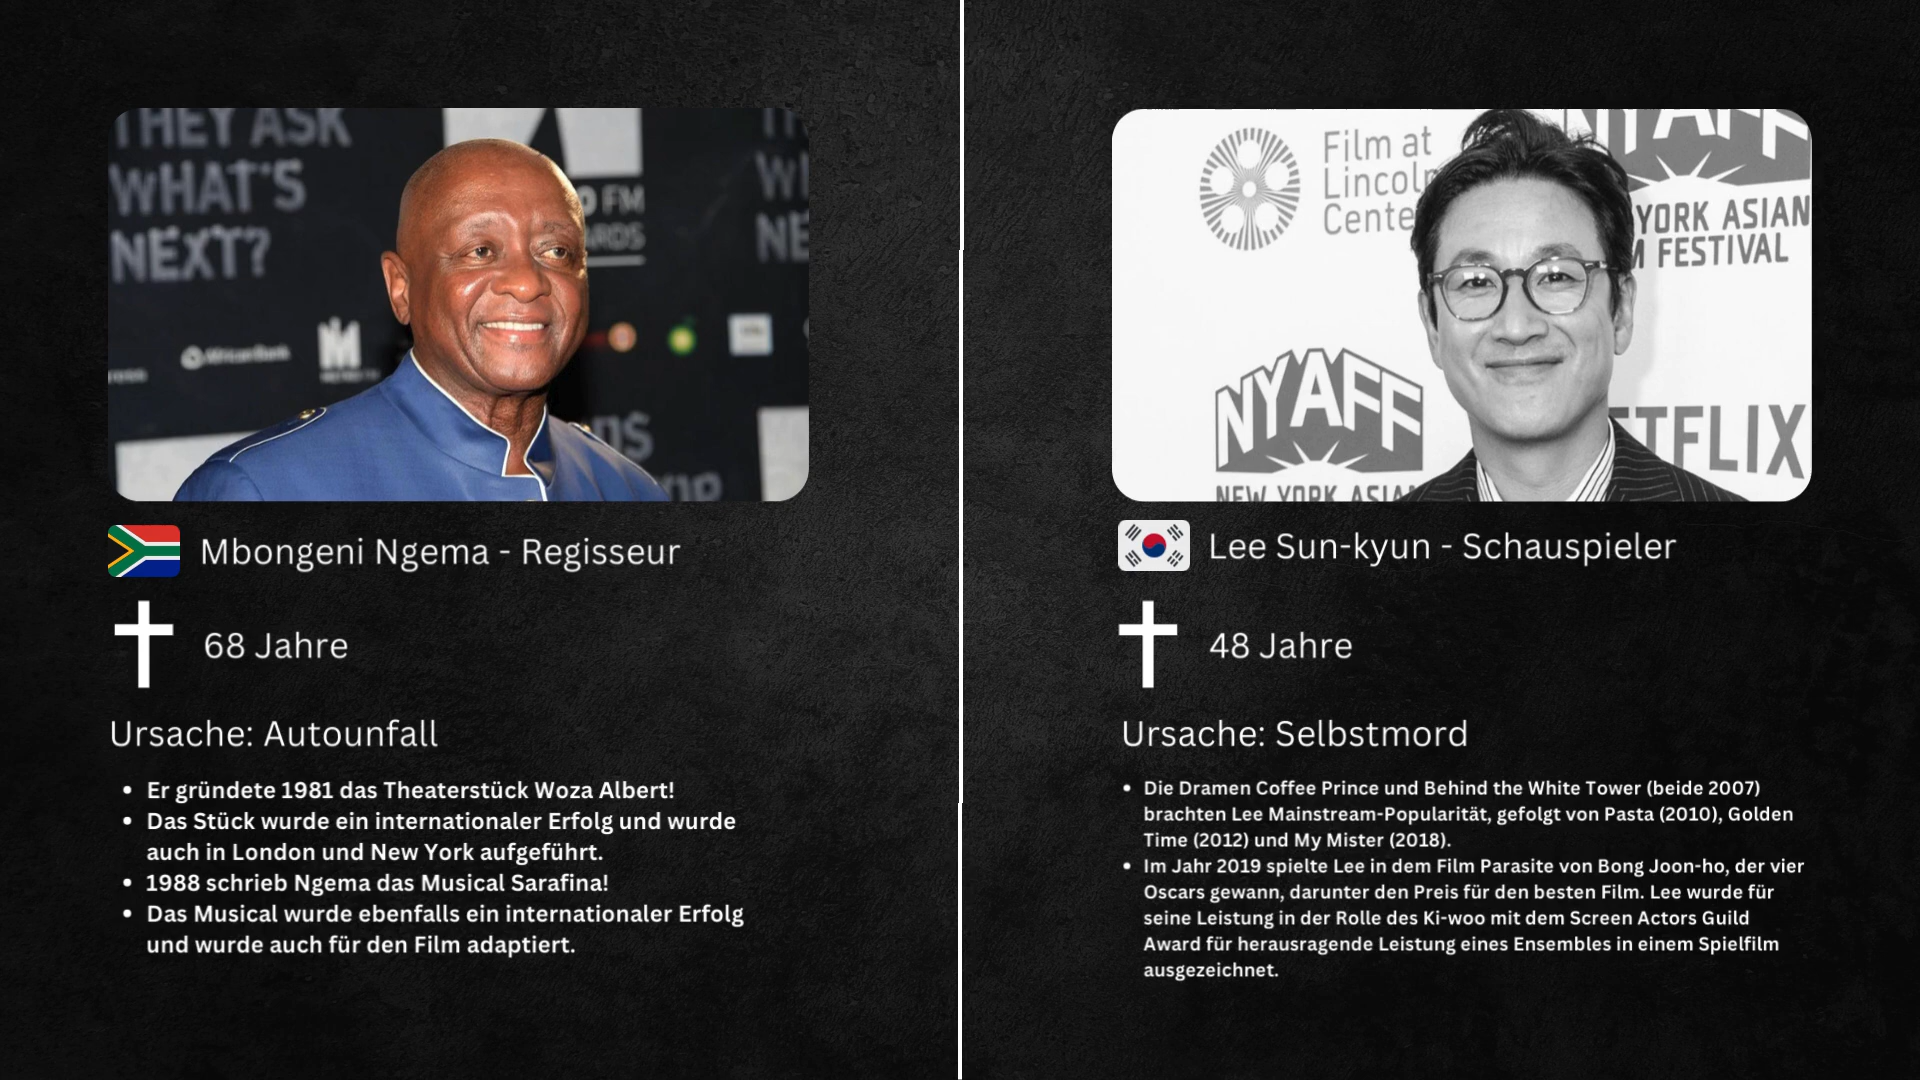 THEY ASK
WHAT'S
NEXT?
FM
AfricanBank
Film at
Lincoln
Center
YORK ASIAN
FESTIVAL
NYAFF
NEW YORK ASIA
TFLIX
Mbongeni Ngema - Regisseur
68 Jahre
Ursache: Autounfall
• Er gründete 1981 das Theaterstück Woza Albert!
• Das Stück wurde ein internationaler Erfolg und wurde
auch in London und New York aufgeführt.
• 1988 schrieb Ngema das Musical Sarafina!
• Das Musical wurde ebenfalls ein internationaler Erfolg
und wurde auch für den Film adaptiert.
Lee Sun-kyun - Schauspieler
48 Jahre
Ursache: Selbstmord
• Die Dramen Coffee Prince und Behind the White Tower (beide 2007)
brachten Lee Mainstream-Popularität, gefolgt von Pasta (2010), Golden
Time (2012) und My Mister (2018).
• Im Jahr 2019 spielte Lee in dem Film Parasite von Bong Joon-ho, der vier
Oscars gewann, darunter den Preis für den besten Film. Lee wurde für
seine Leistung in der Rolle des Ki-woo mit dem Screen Actors Guild
Award für herausragende Leistung eines Ensembles in einem Spielfilm
ausgezeichnet.